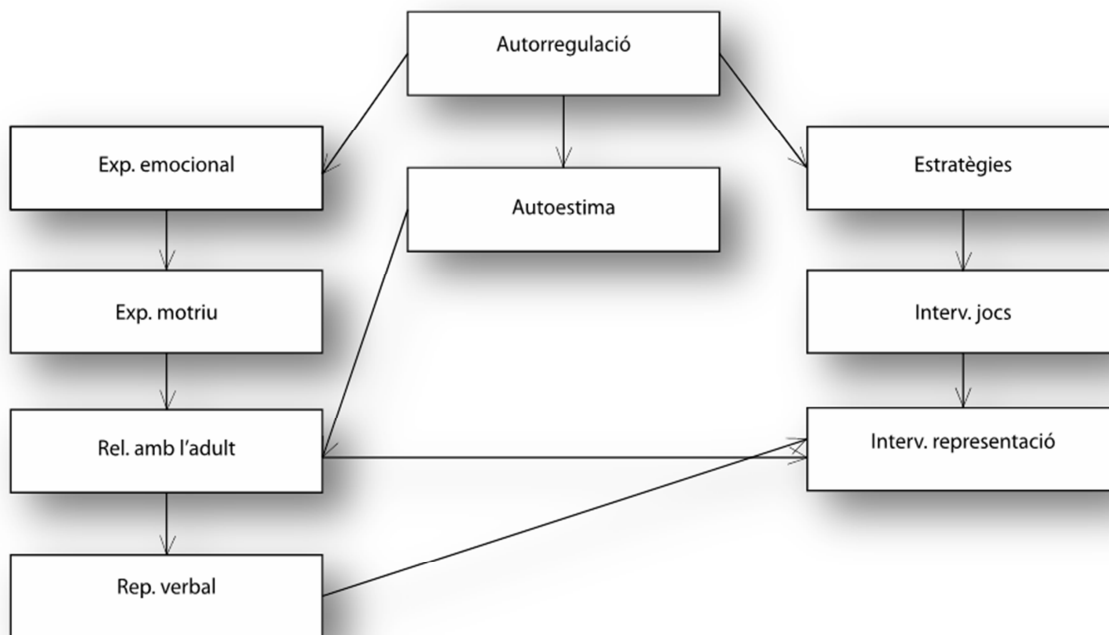 Autorregulació
Exp. emocional
Estratègies
Autoestima
Exp. motriu
Interv. jocs
Rel. amb l’adult
Interv. representació
Rep. verbal